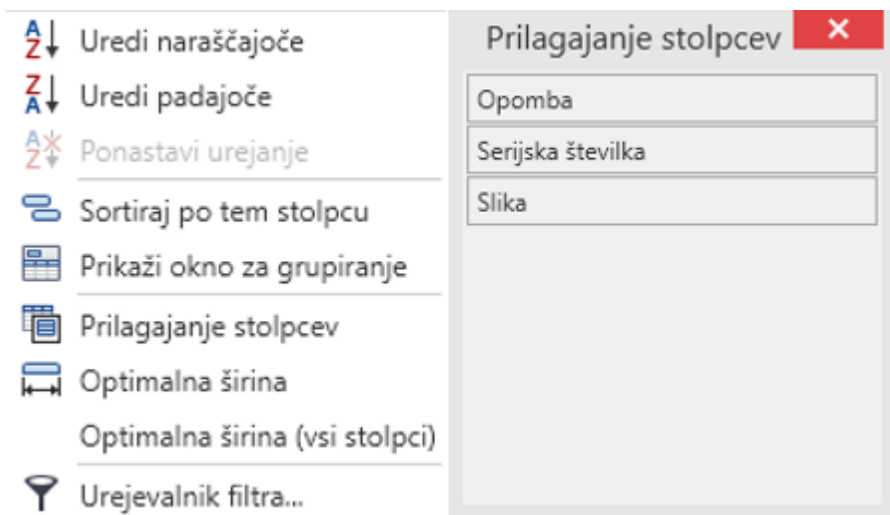 Uredi naraščajoče
Uredi padajoče
Ponastavi urejanje
Sortiraj po tem stolpcu
Prikaži okno za grupiranje
Prilagajanje stolpcev
Optimalna širina
Optimalna širina (vsi stolpci)
Urejevalnik filtra...
Prilagajanje stolpcev
Opomba
Serijska številka
Slika